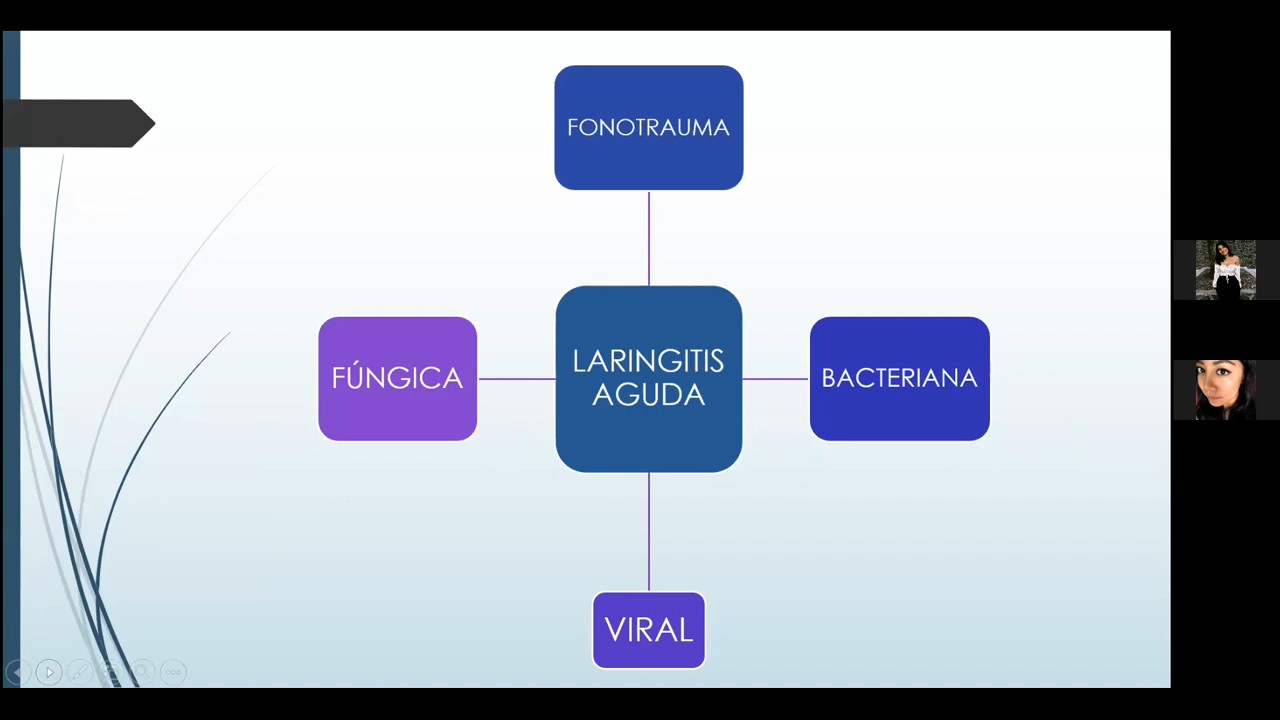 FONOTRAUMA
FÚNGICA
LARINGITIS
AGUDA
BACTERIANA
VIRAL